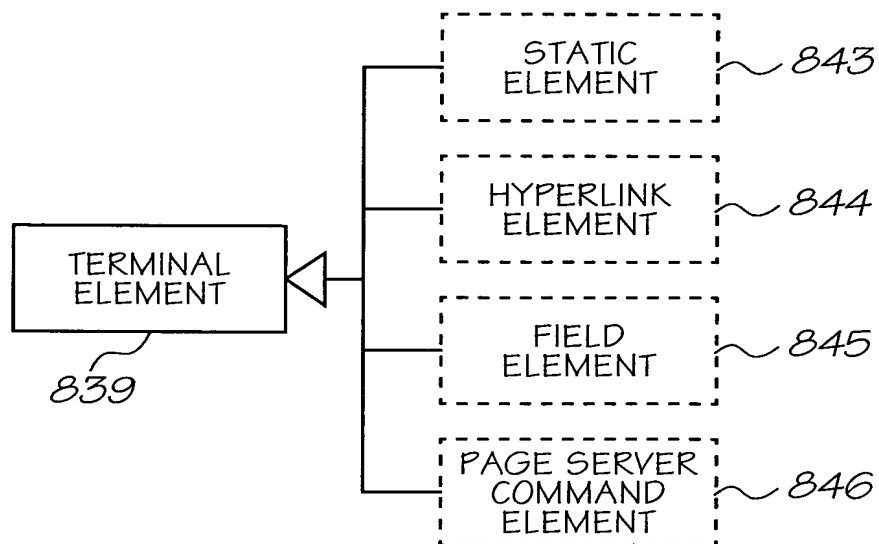 STATIC
ELEMENT
843
HYPERLINK
ELEMENT
844
TERMINAL
ELEMENT
839
FIELD
ELEMENT
845
PAGE SERVER
COMMAND
ELEMENT
846